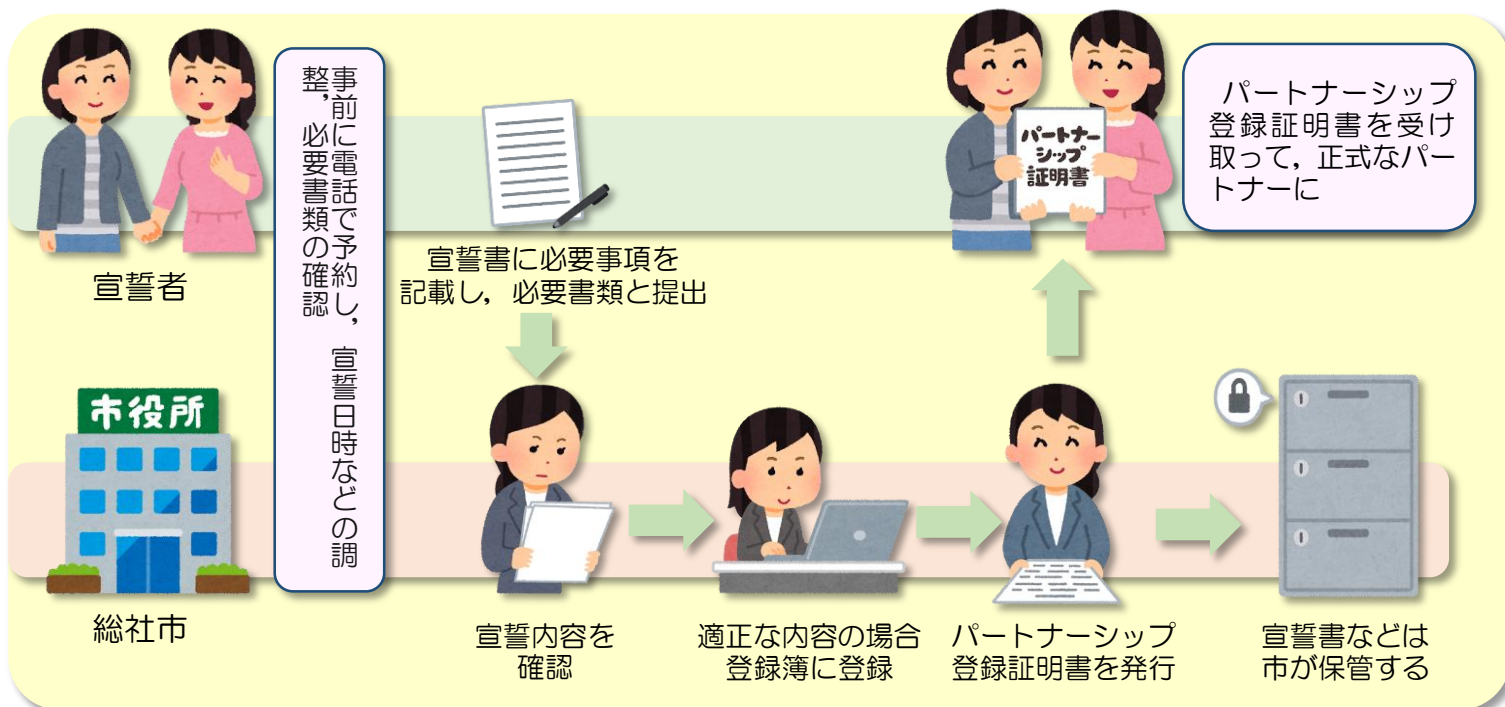 宣誓者
市役所
総社市
事前に電話で予約し，宣誓日時などの調
整，必要書類の確認
宣誓書に必要事項を
記載し，必要書類と提出
宣誓内容を
確認
適正な内容の場合
登録簿に登録
パートナーシップ
登録証明書を発行
宣誓書などは
市が保管する
パートナー
シップ
証明書
パートナーシップ
登録証明書を受け
取って，正式なパー
トナーに